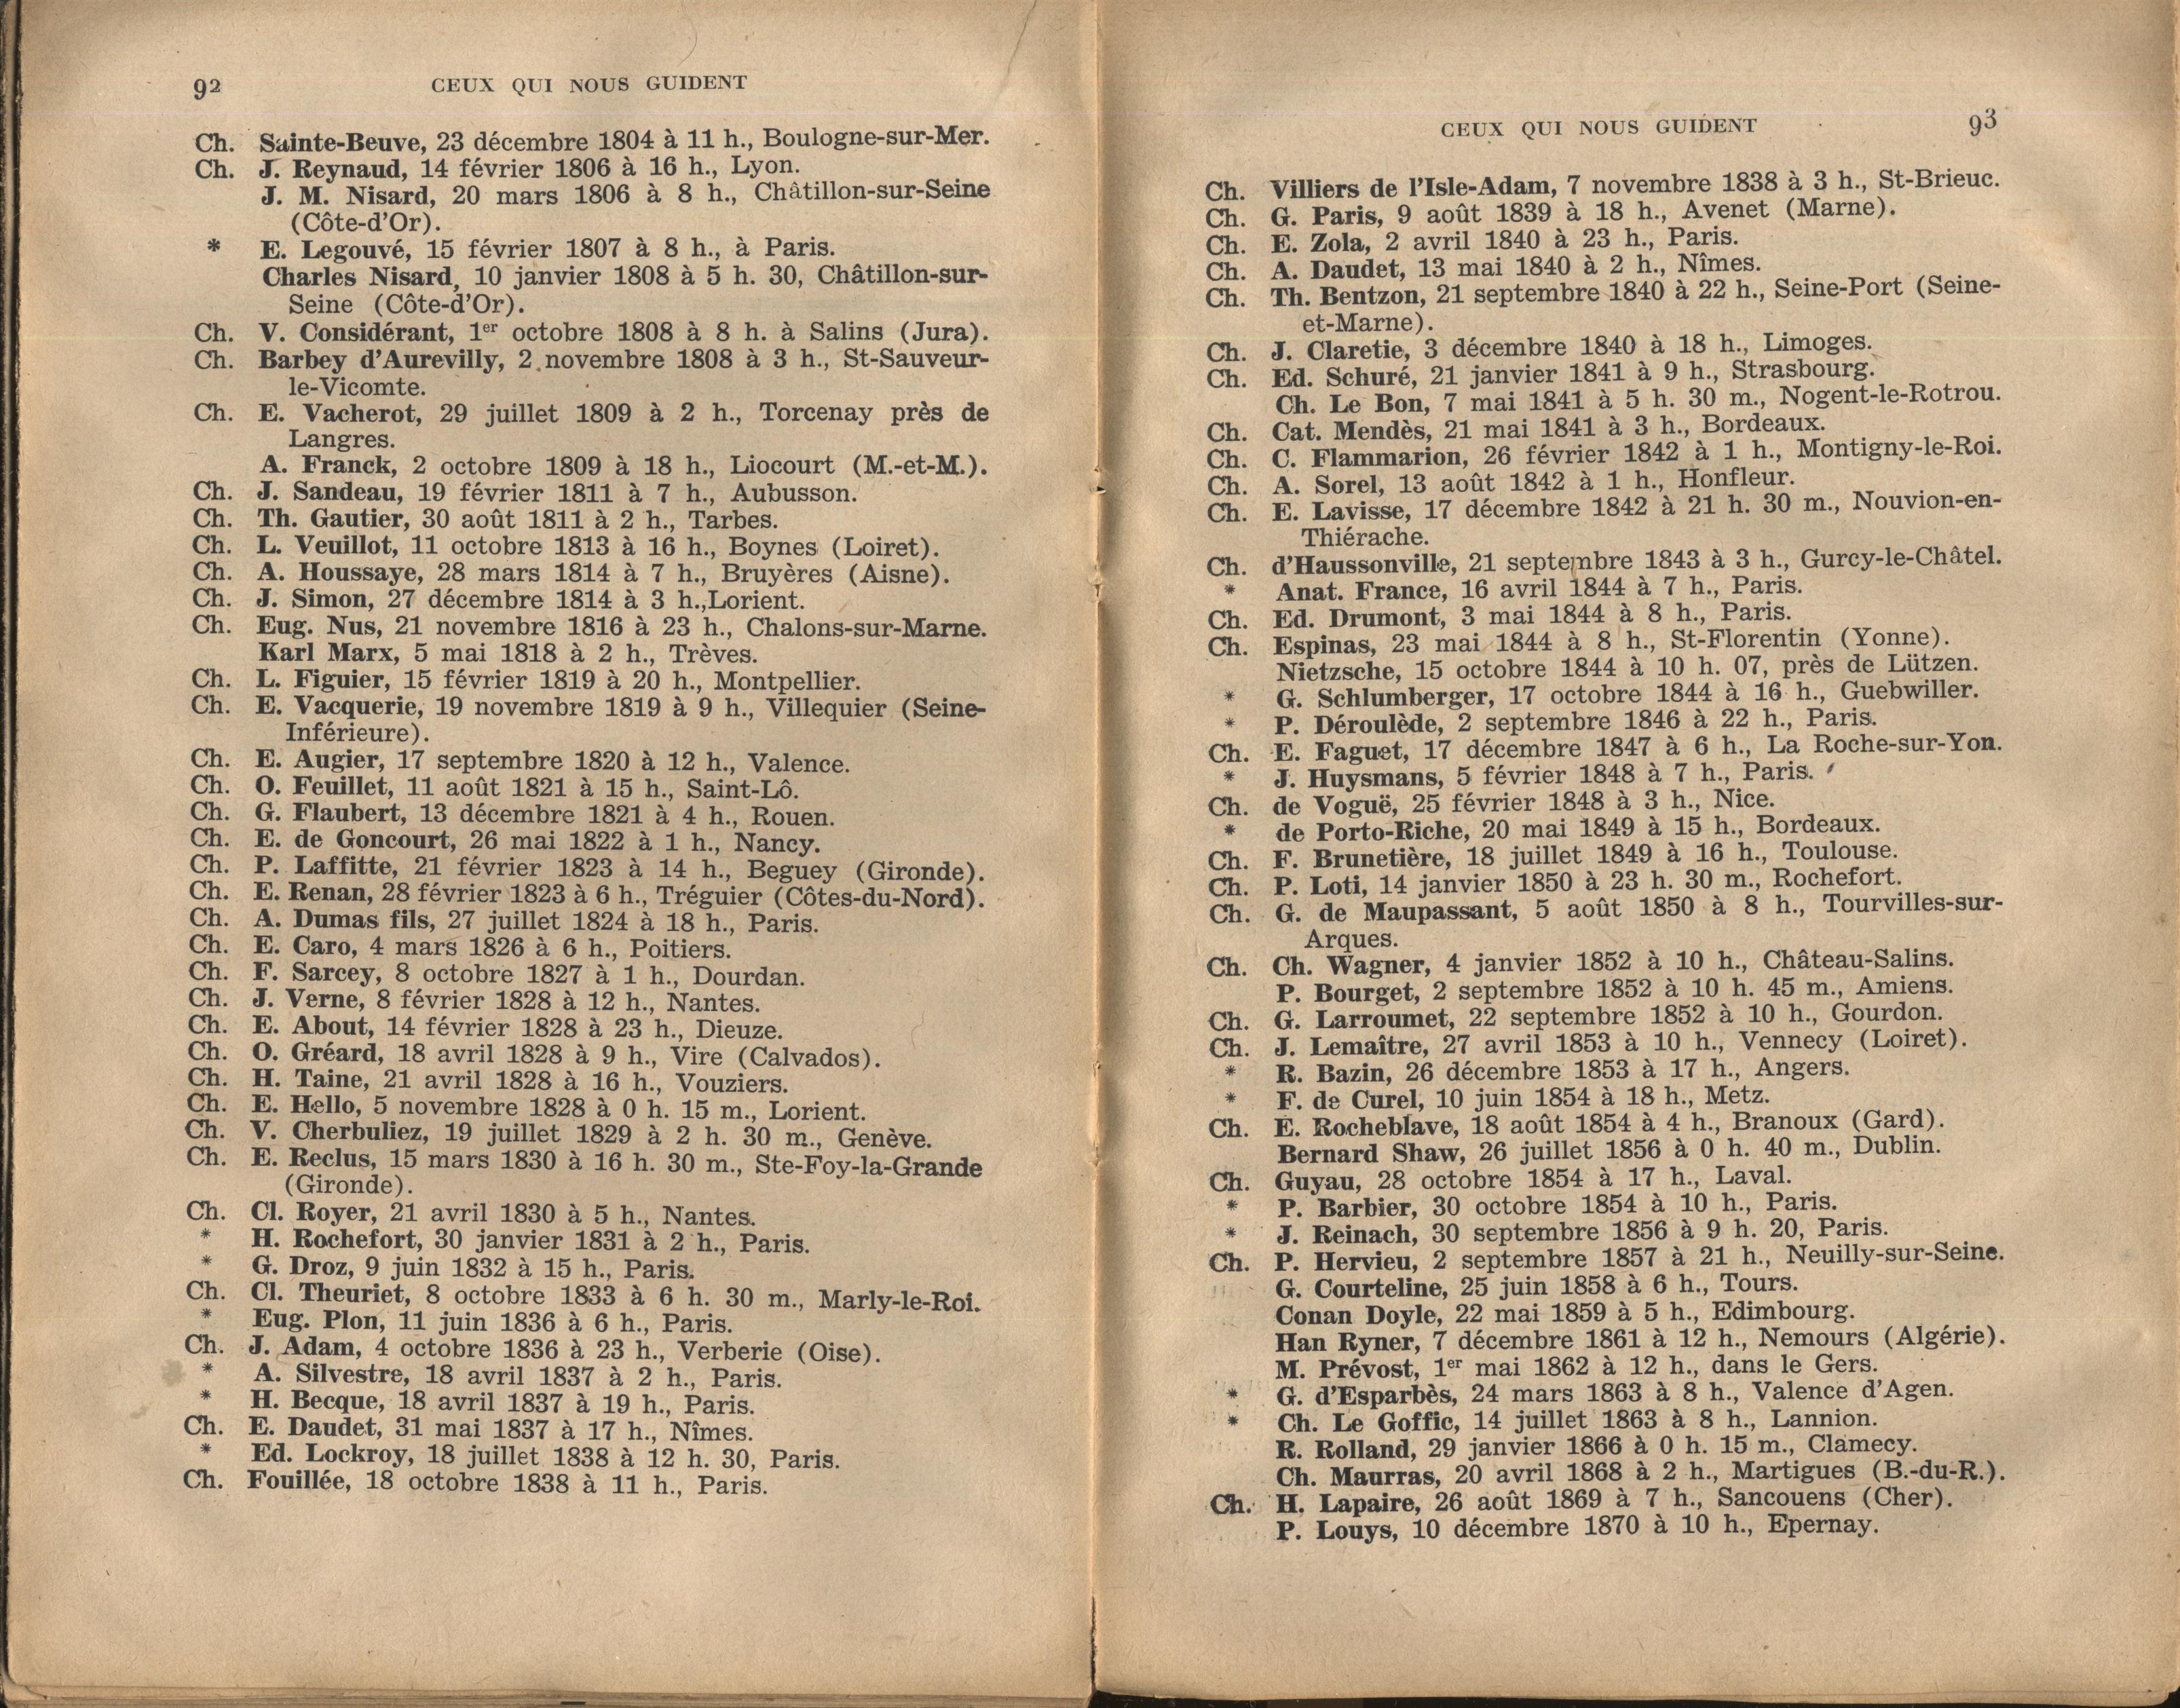 92 CEUX QUI NOUS GUIDENT
Ch. Sainte-Beuve, 23 décembre 1804 à 11 h., Boulogne-sur-Mer.
Ch. J. Reynaud, 14 février 1806 à 16 h., Lyon.
J. M. Nisard, 20 mars 1806 à 8 h., Châtillon-sur-Seine
(Côte-d'Or).
* E. Legouvé, 15 février 1807 à 8 h., à Paris.
Charles Nisard, 10 janvier 1808 à 5 h. 30, Châtillon-sur-
Seine (Côte-d'Or).
Ch. V. Considérant, 1er octobre 1808 à 8 h. à Salins (Jura).
Ch. Barbey d'Aurevilly, 2 novembre 1808 à 3 h., St-Sauveur-
le-Vicomte.
Ch. E. Vacherot, 29 juillet 1809 à 2 h., Torcenay près de
Langres.
A. Franck, 2 octobre 1809 à 18 h., Liocourt (M.-et-M.).
Ch. J. Sandeau, 19 février 1811 à 7 h., Aubusson.
Ch. Th. Gautier, 30 août 1811 à 2 h., Tarbes.
Ch. L. Veuillot, 11 octobre 1813 à 16 h., Boynes (Loiret).
Ch. A. Houssaye, 28 mars 1814 à 7 h., Bruyères (Aisne).
Ch. J. Simon, 27 décembre 1814 à 3 h.,Lorient.
Ch. Eug. Nus, 21 novembre 1816 à 23 h., Chalons-sur-Marne.
Karl Marx, 5 mai 1818 à 2 h., Trèves.
Ch. L. Figuier, 15 février 1819 à 20 h., Montpellier.
Ch. E. Vacquerie, 19 novembre 1819 à 9 h., Villequier (Seine-
Inférieure).
Ch. E. Augier, 17 septembre 1820 à 12 h., Valence.
Ch. O. Feuillet, 11 août 1821 à 15 h., Saint-Lô.
Ch. G. Flaubert, 13 décembre 1821 à 4 h., Rouen.
Ch. E. de Goncourt, 26 mai 1822 à 1 h., Nancy.
Ch. P. Laffitte, 21 février 1823 à 14 h., Beguey (Gironde).
Ch. E. Renan, 28 février 1823 à 6 h., Tréguier (Côtes-du-Nord).
Ch. A. Dumas fils, 27 juillet 1824 à 18 h., Paris.
Ch. E. Caro, 4 mars 1826 à 6 h., Poitiers.
Ch. F. Sarcey, 8 octobre 1827 à 1 h., Dourdan.
Ch. J. Verne, 8 février 1828 à 12 h., Nantes.
Ch. E. About, 14 février 1828 à 23 h., Dieuze.
Ch. O. Gréard, 18 avril 1828 à 9 h., Vire (Calvados).
Ch. H. Taine, 21 avril 1828 à 16 h., Vouziers.
Ch. E. Hello, 5 novembre 1828 à 0 h. 15 m., Lorient.
Ch. V. Cherbuliez, 19 juillet 1829 à 2 h. 30 m., Genève.
Ch. E. Reclus, 15 mars 1830 à 16 h. 30 m., Ste-Foy-la-Grande
(Gironde).
Ch. Cl. Royer, 21 avril 1830 à 5 h., Nantes.
* H. Rochefort, 30 janvier 1831 à 2 h., Paris.
* G. Droz, 9 juin 1832 à 15 h., Paris.
Ch. Cl. Theuriet, 8 octobre 1833 à 6 h. 30 m., Marly-le-Roi.
* Eug. Plon, 11 juin 1836 à 6 h., Paris.
Ch. J. Adam, 4 octobre 1836 à 23 h., Verberie (Oise).
* A. Silvestre, 18 avril 1837 à 2 h., Paris.
* H. Becque, 18 avril 1837 à 19 h., Paris.
Ch. E. Daudet, 31 mai 1837 à 17 h., Nîmes.
* Ed. Lockroy, 18 juillet 1838 à 12 h. 30, Paris.
Ch. Fouillée, 18 octobre 1838 à 11 h., Paris.
CEUX QUI NOUS GUIDENT 93
Ch. Villiers de l'Isle-Adam, 7 novembre 1838 à 3 h., St-Brieuc.
Ch. G. Paris, 9 août 1839 à 18 h., Avenet (Marne).
Ch. E. Zola, 2 avril 1840 à 23 h., Paris.
Ch. A. Daudet, 13 mai 1840 à 2 h., Nîmes.
Ch. Th. Bentzon, 21 septembre 1840 à 22 h., Seine-Port (Seine-
et-Marne).
Ch. J. Claretie, 3 décembre 1840 à 18 h., Limoges.
Ch. Ed. Schuré, 21 janvier 1841 à 9 h., Strasbourg.
Ch. Le Bon, 7 mai 1841 à 5 h. 30 m., Nogent-le-Rotrou.
Ch. Cat. Mendès, 21 mai 1841 à 3 h., Bordeaux.
Ch. C. Flammarion, 26 février 1842 à 1 h., Montigny-le-Roi.
Ch. A. Sorel, 13 août 1842 à 1 h., Honfleur.
Ch. E. Lavisse, 17 décembre 1842 à 21 h. 30 m., Nouvion-en-
Thiérache.
Ch. d'Haussonville, 21 septembre 1843 à 3 h., Gurcy-le-Châtel.
* Anat. France, 16 avril 1844 à 7 h., Paris.
Ch. Ed. Drumont, 3 mai 1844 à 8 h., Paris.
Ch. Espinas, 23 mai 1844 à 8 h., St-Florentin (Yonne).
Nietzsche, 15 octobre 1844 à 10 h. 07, près de Lützen.
* G. Schlumberger, 17 octobre 1844 à 16 h., Guebwiller.
* P. Déroulède, 2 septembre 1846 à 22 h., Paris.
Ch. E. Faguet, 17 décembre 1847 à 6 h., La Roche-sur-Yon.
* J. Huysmans, 5 février 1848 à 7 h., Paris.
Ch. de Voguë, 25 février 1848 à 3 h., Nice.
* de Porto-Riche, 20 mai 1849 à 15 h., Bordeaux.
Ch. F. Brunetière, 18 juillet 1849 à 16 h., Toulouse.
Ch. P. Loti, 14 janvier 1850 à 23 h. 30 m., Rochefort.
Ch. G. de Maupassant, 5 août 1850 à 8 h., Tourvilles-sur-
Arques.
Ch. Ch. Wagner, 4 janvier 1852 à 10 h., Château-Salins.
P. Bourget, 2 septembre 1852 à 10 h. 45 m., Amiens.
Ch. G. Larroumet, 22 septembre 1852 à 10 h., Gourdon.
Ch. J. Lemaître, 27 avril 1853 à 10 h., Vennecy (Loiret).
* R. Bazin, 26 décembre 1853 à 17 h., Angers.
* F. de Curel, 10 juin 1854 à 18 h., Metz.
Ch. E. Rocheblave, 18 août 1854 à 4 h., Branoux (Gard).
Bernard Shaw, 26 juillet 1856 à 0 h. 40 m., Dublin.
Ch. Guyau, 28 octobre 1854 à 17 h., Laval.
* P. Barbier, 30 octobre 1854 à 10 h., Paris.
* J. Reinach, 30 septembre 1856 à 9 h. 20, Paris.
Ch. P. Hervieu, 2 septembre 1857 à 21 h., Neuilly-sur-Seine.
G. Courteline, 25 juin 1858 à 6 h., Tours.
Conan Doyle, 22 mai 1859 à 5 h., Edimbourg.
Han Ryner, 7 décembre 1861 à 12 h., Nemours (Algérie).
M. Prévost, 1er mai 1862 à 12 h., dans le Gers.
* G. d'Esparbès, 24 mars 1863 à 8 h., Valence d'Agen.
* Ch. Le Goffic, 14 juillet 1863 à 8 h., Lannion.
R. Rolland, 29 janvier 1866 à 0 h. 15 m., Clamecy.
Ch. Maurras, 20 avril 1868 à 2 h., Martigues (B.-du-R.).
Ch. H. Lapaire, 26 août 1869 à 7 h., Sancouens (Cher).
P. Louys, 10 décembre 1870 à 10 h., Epernay.